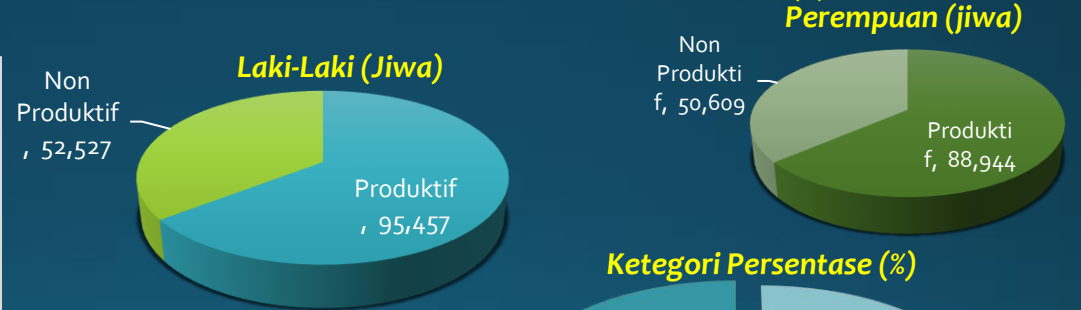 Laki-Laki (Jiwa)
Non
Produktif
, 52,527
Produktif
, 95,457
Perempuan (jiwa)
Non
Produkti
f, 50,609
Produkti
f, 88,944
Ketegori Persentase (%)